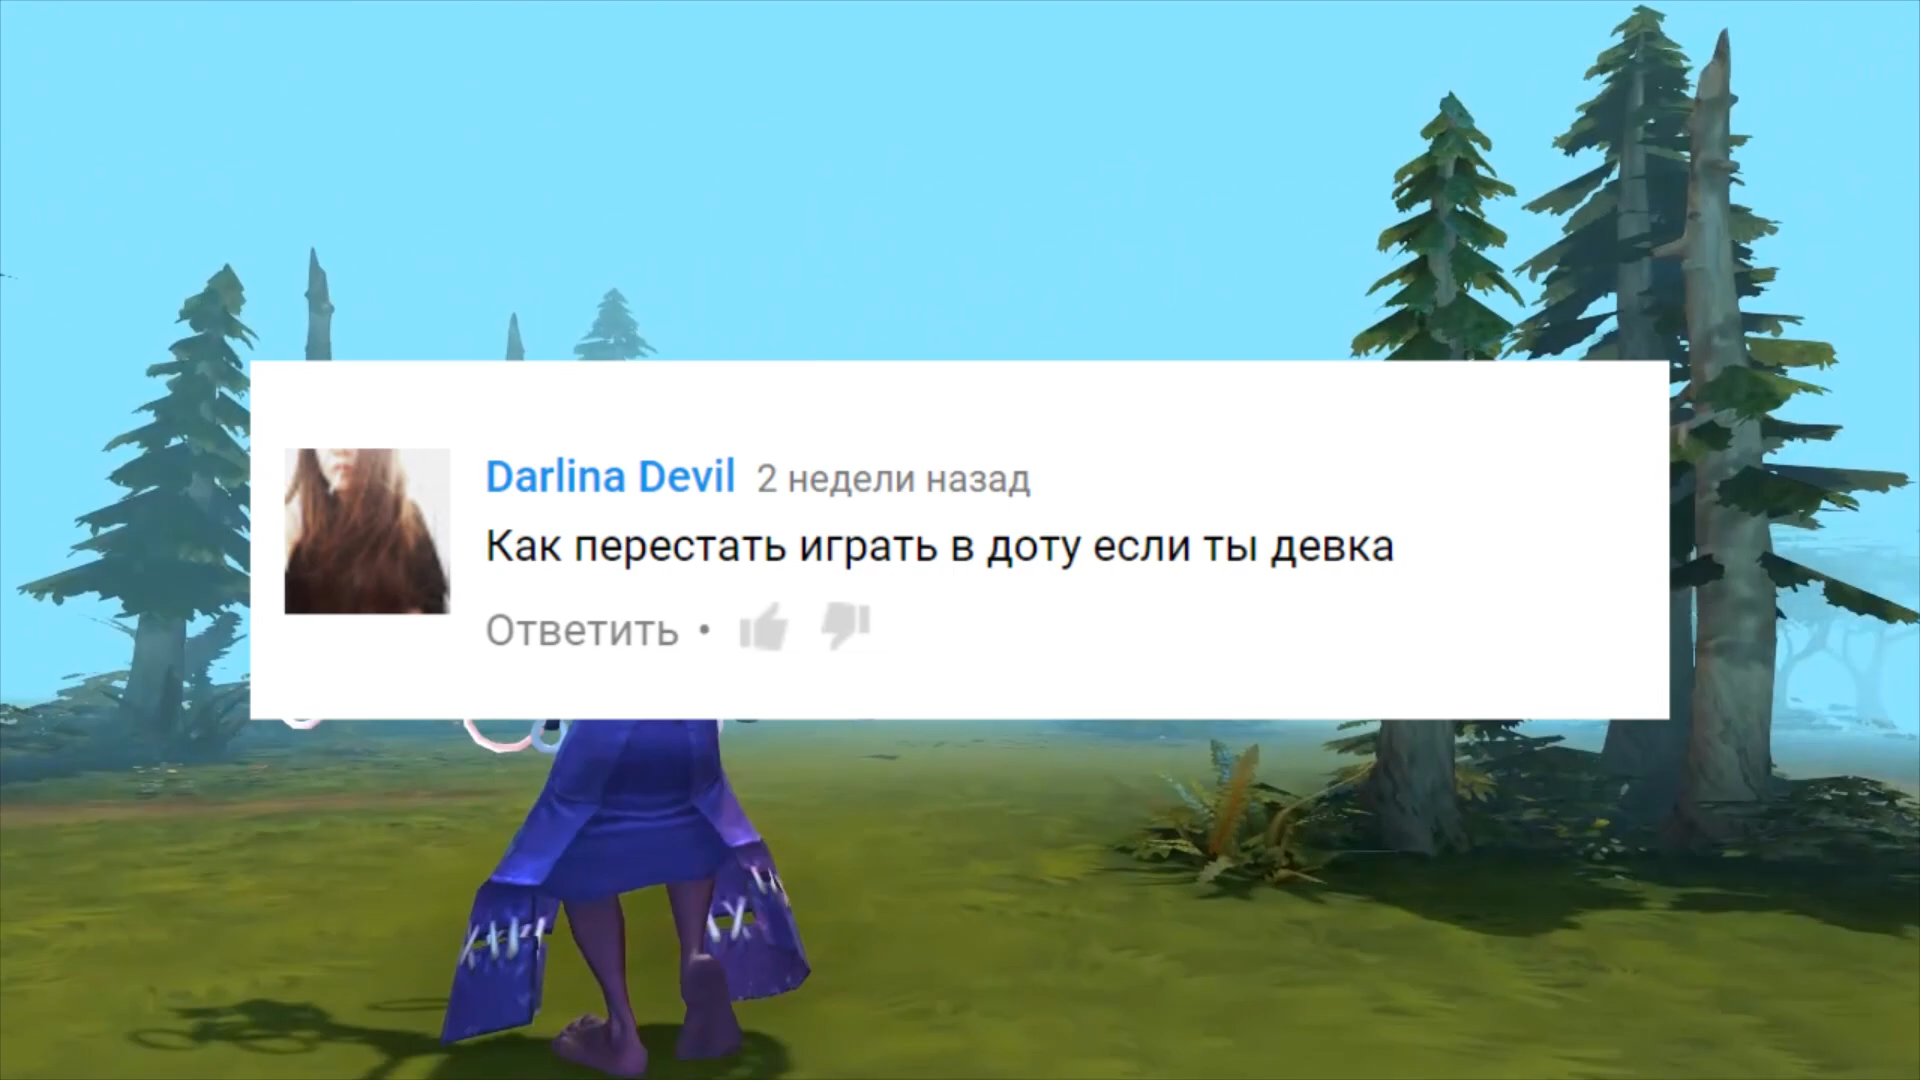 Darlina Devil 2 недели назад
Как перестать играть в доту если ты девка
Ответить •